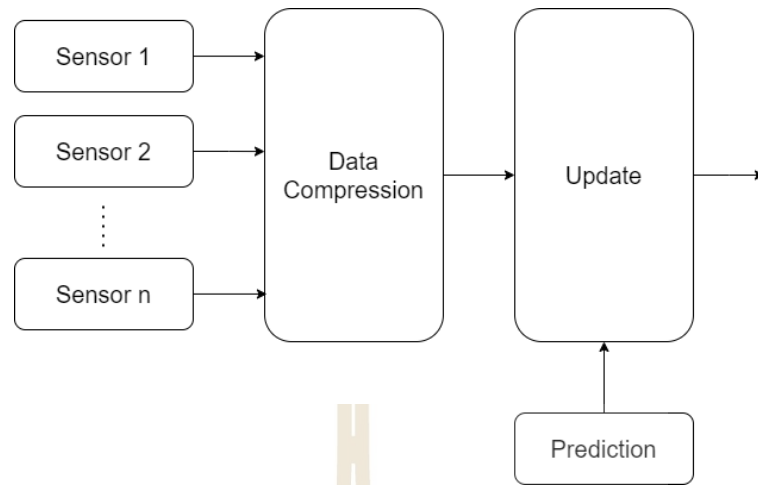 Sensor 1
Sensor 2
Sensor n
Data
Compression
Update
Prediction